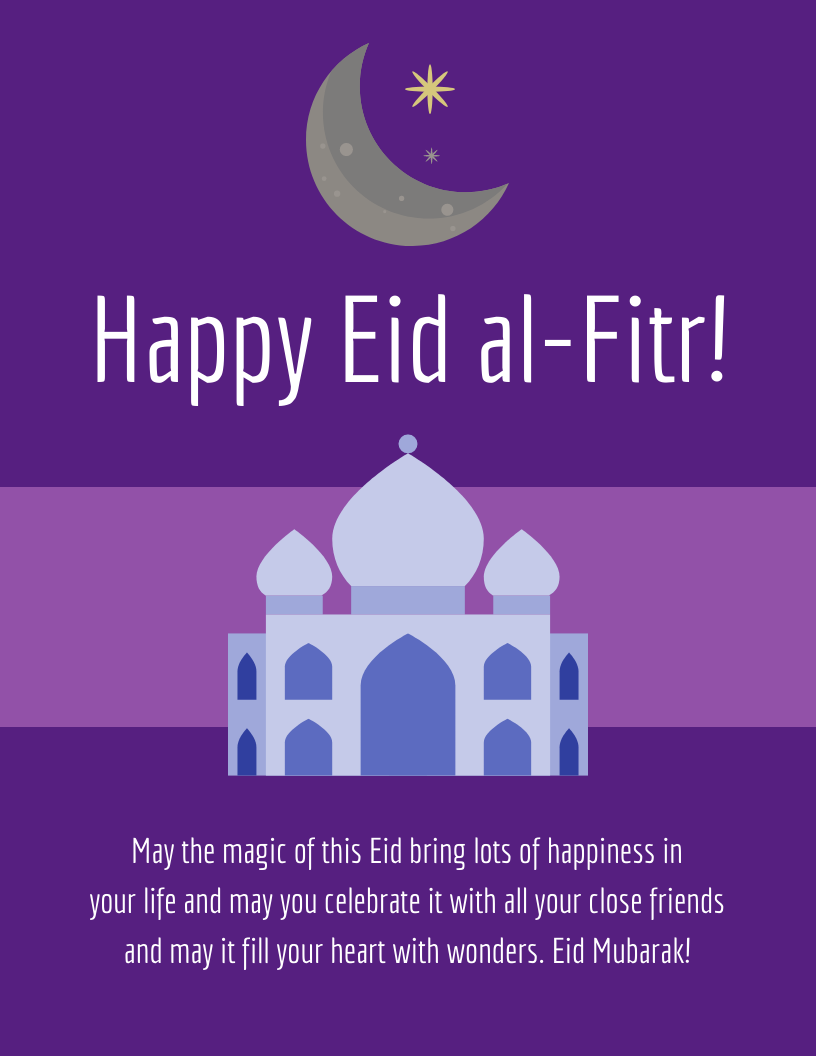 Happy Eid al-Fitr!
May the magic of this Eid bring lots of happiness in
your life and may you celebrate it with all your close friends
and may it fill your heart with wonders. Eid Mubarak!